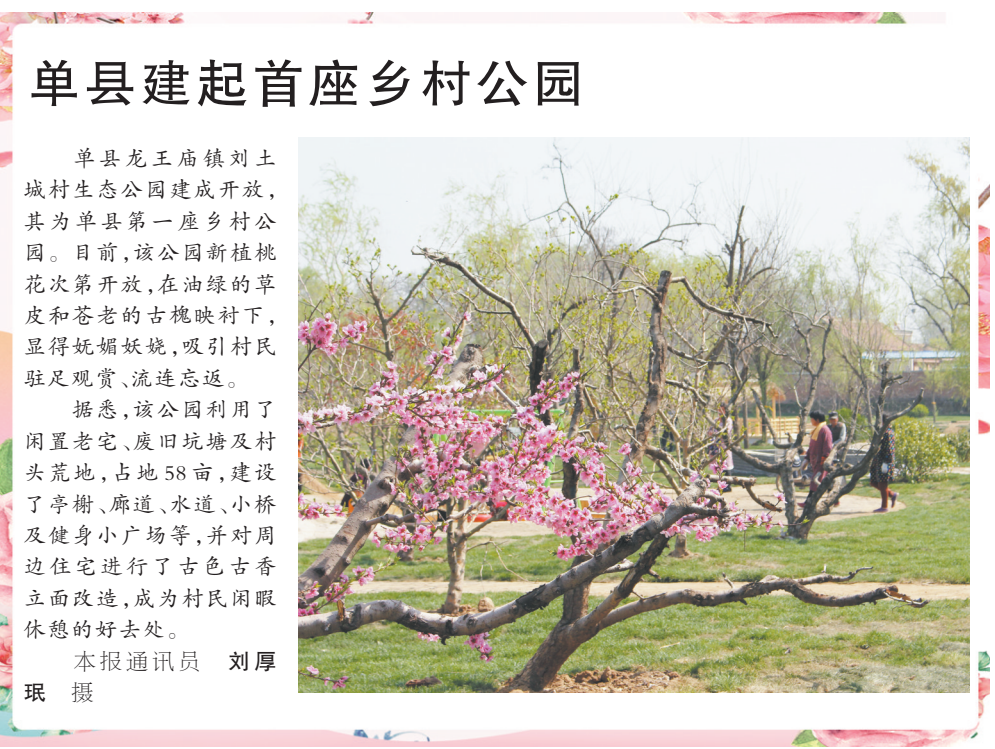 单县建起首座乡村公园
单县龙王庙镇刘土
城村生态公园建成开放，
其为单县第一座乡村公
园。目前，该公园新植桃
花次第开放，在油绿的草
皮和苍老的古槐映衬下，
显得妩媚妖娆，吸引村民
驻足观赏、流连忘返。
据悉，该公园利用了
闲置老宅、废旧坑塘及村
头荒地，占地58亩，建设
了亭榭、廊道、水道、小桥
及健身小广场等，并对周
边住宅进行了古色古香
立面改造，成为村民闲暇
休憩的好去处。
本报通讯员 刘厚
珉 摄